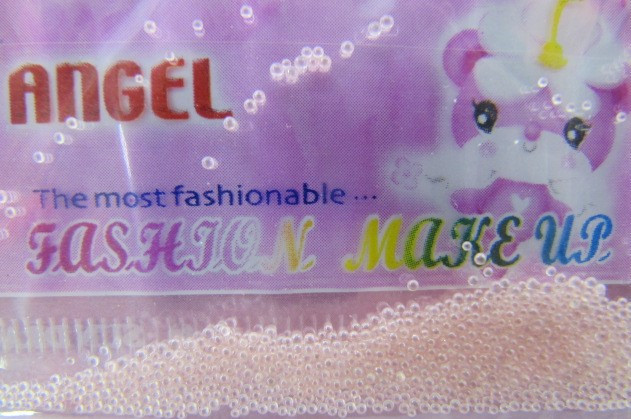 ANGEL
The most fashionable ...
FASHION MAKE UP